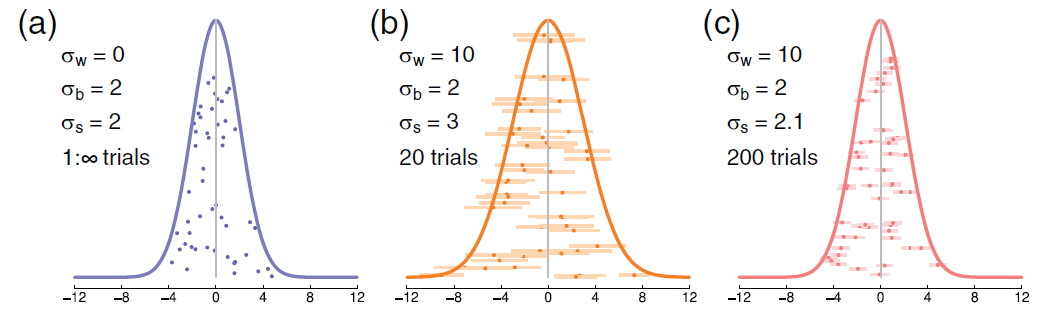 (a)
σw = 0
σb = 2
σs = 2
1:∞ trials
−12 −8 −4 0 4 8 12
(b)
σw = 10
σb = 2
σs = 3
20 trials
−12 −8 −4 0 4 8 12
(c)
σw = 10
σb = 2
σs = 2.1
200 trials
−12 −8 −4 0 4 8 12